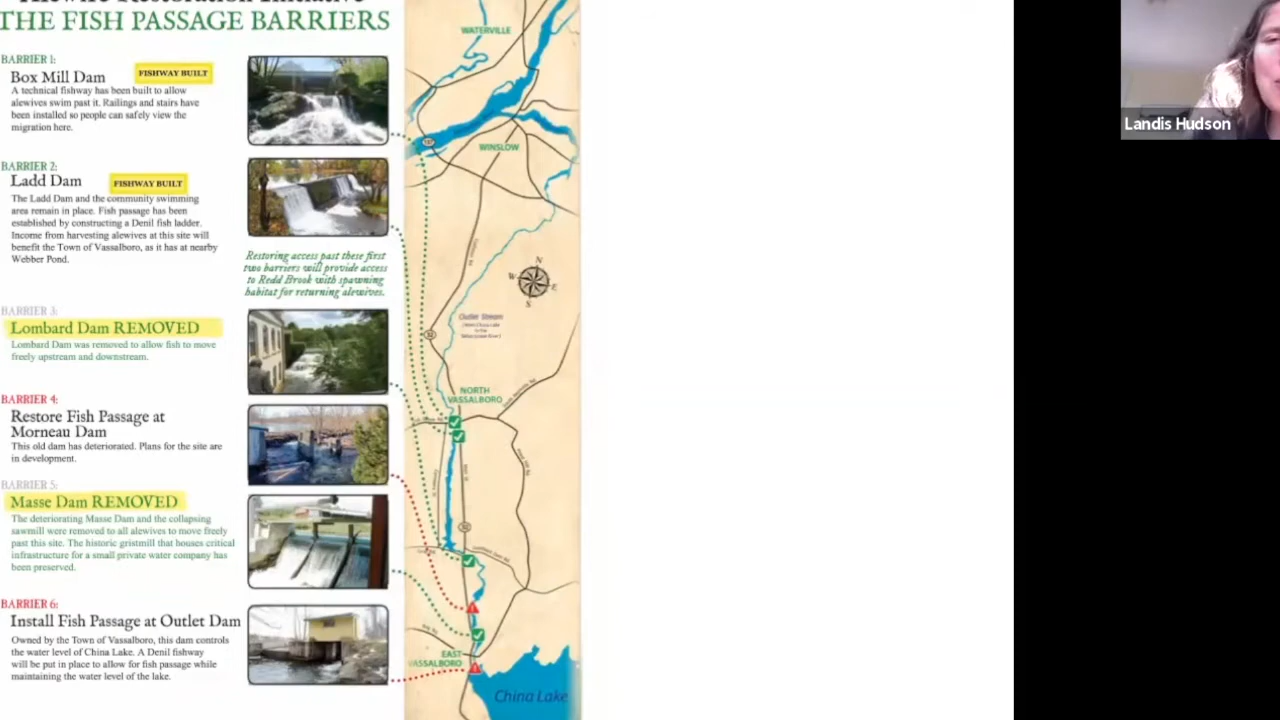 Alewife Restoration Initiative
THE FISH PASSAGE BARRIERS
BARRIER 1:
Box Mill Dam
FISHWAY BUILT
A technical fishway has been built to allow
alewives swim past it. Railings and stairs have
been installed so people can safely view the
migration here.
BARRIER 2:
Ladd Dam
FISHWAY BUILT
The Ladd Dam and the community swimming
area remain in place. Fish passage has been
established by constructing a Denil fish ladder.
Income from harvesting alewives at this site will
benefit the Town of Vassalboro, as it has at nearby
Webber Pond.
Restoring access past these first
two barriers will provide access
to Redd Brook with spawning
habitat for returning alewives.
BARRIER 3:
Lombard Dam REMOVED
Lombard Dam was removed to allow fish to move
freely upstream and downstream.
BARRIER 4:
Restore Fish Passage at
Morneau Dam
This old dam has deteriorated. Plans for the site are
in development.
BARRIER 5:
Masse Dam REMOVED
The deteriorating Masse Dam and the collapsing
sawmill were removed to all alewives to move freely
past this site. The historic gristmill that houses critical
infrastructure for a small private water company has
been preserved.
BARRIER 6:
Install Fish Passage at Outlet Dam
Owned by the Town of Vassalboro, this dam controls
the water level of China Lake. A Denil fishway
will be put in place to allow for fish passage while
maintaining the water level of the lake.
WATERVILLE
WINSLOW
N
W
E
S
Outlet Stream
32
NORTH
VASSALBORO
32
EAST
VASSALBORO
China Lake
Landis Hudson